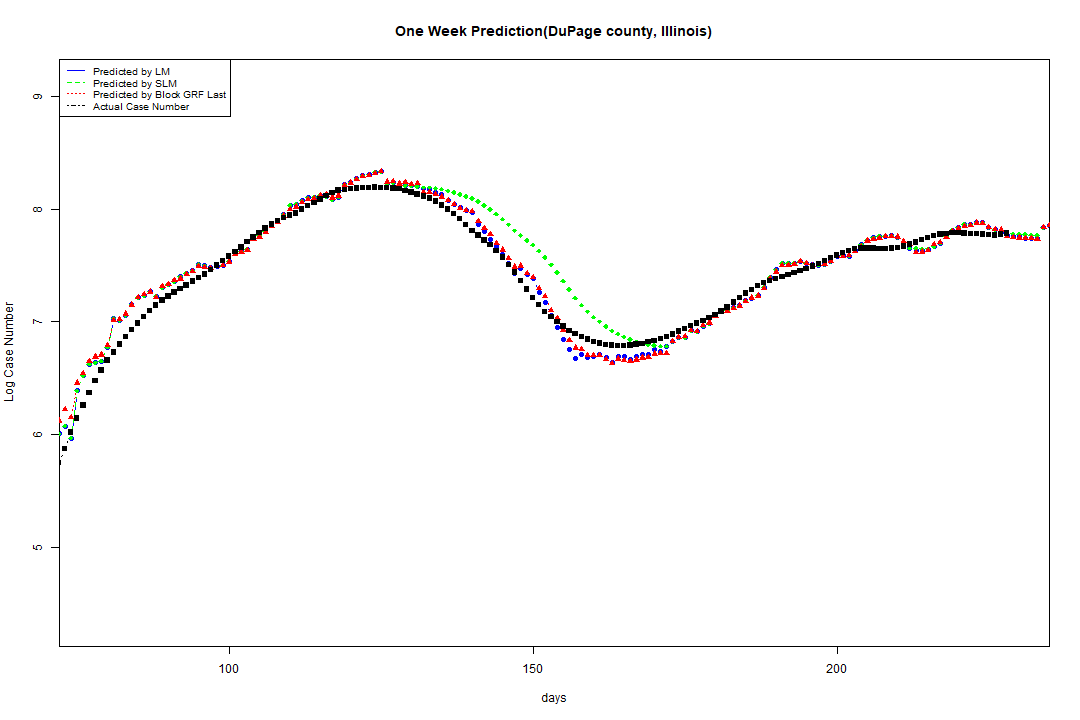 One Week Prediction(DuPage county, Illinois)
Predicted by LM
Predicted by SLM
Predicted by Block GRF Last
Actual Case Number
Log Case Number
9
8
7
6
5
100 150 200
days